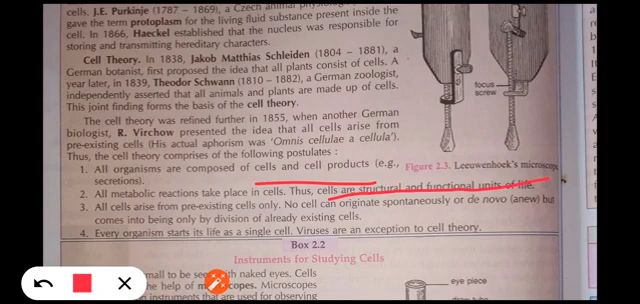 cells. J.E. Purkinje (1787 – 1869), a Czech animal
gave the term protoplasm for the living fluid substance present inside the
cell. In 1866, Haeckel established that the nucleus was responsible for
storing and transmitting hereditary characters.
Cell Theory. In 1838, Jakob Matthias Schleiden (1804 – 1881), a
German botanist, first proposed the idea that all plants consist of cells. A
year later, in 1839, Theodor Schwann (1810 – 1882), a German zoologist,
independently asserted that all animals and plants are made up of cells.
This joint finding forms the basis of the cell theory.
The cell theory was refined further in 1855, when another German
biologist, R. Virchow presented the idea that all cells arise from
pre-existing cells (His actual aphorism was 'Omnis cellulae a cellula').
Thus, the cell theory comprises of the following postulates :
1. All organisms are composed of cells and cell products (e.g.,
secretions).
2. All metabolic reactions take place in cells. Thus, cells are structural and functional units of life.
3. All cells arise from pre-existing cells only. No cell can originate spontaneously or de novo (anew) but
comes into being only by division of already existing cells.
4. Every organism starts its life as a single cell. Viruses are an exception to cell theory.
focus
screw
Figure 2.3. Leeuwenhoek's microscope
Box 2.2
Instruments for Studying Cells
small to be seen with naked eyes. Cells
he help of microscopes. Microscopes
instruments that are used for observing
eye piece
draw tube